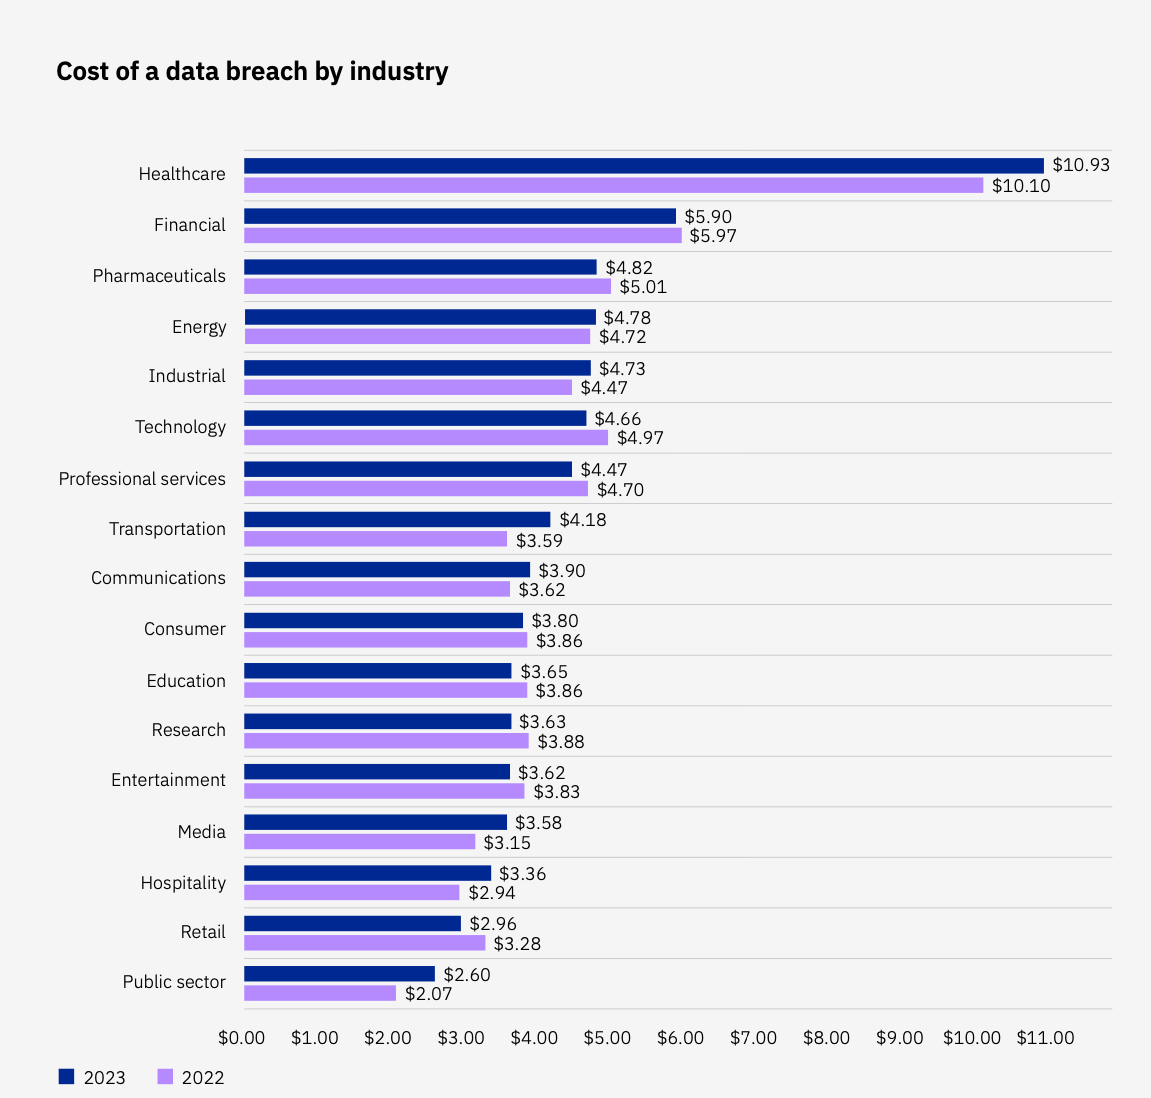 Cost of a data breach by industry
Healthcare
$10.93
$10.10
Financial
$5.90
$5.97
Pharmaceuticals
$4.82
$5.01
Energy
$4.78
$4.72
Industrial
$4.73
$4.47
Technology
$4.66
$4.97
Professional services
$4.47
$4.70
Transportation
$4.18
$3.59
Communications
$3.90
$3.62
Consumer
$3.80
$3.86
Education
$3.65
$3.86
Research
$3.63
$3.88
Entertainment
$3.62
$3.83
Media
$3.58
$3.15
Hospitality
$3.36
$2.94
Retail
$2.96
$3.28
Public sector
$2.60
$2.07
$0.00 $1.00 $2.00 $3.00 $4.00 $5.00 $6.00 $7.00 $8.00 $9.00 $10.00 $11.00
2023 2022